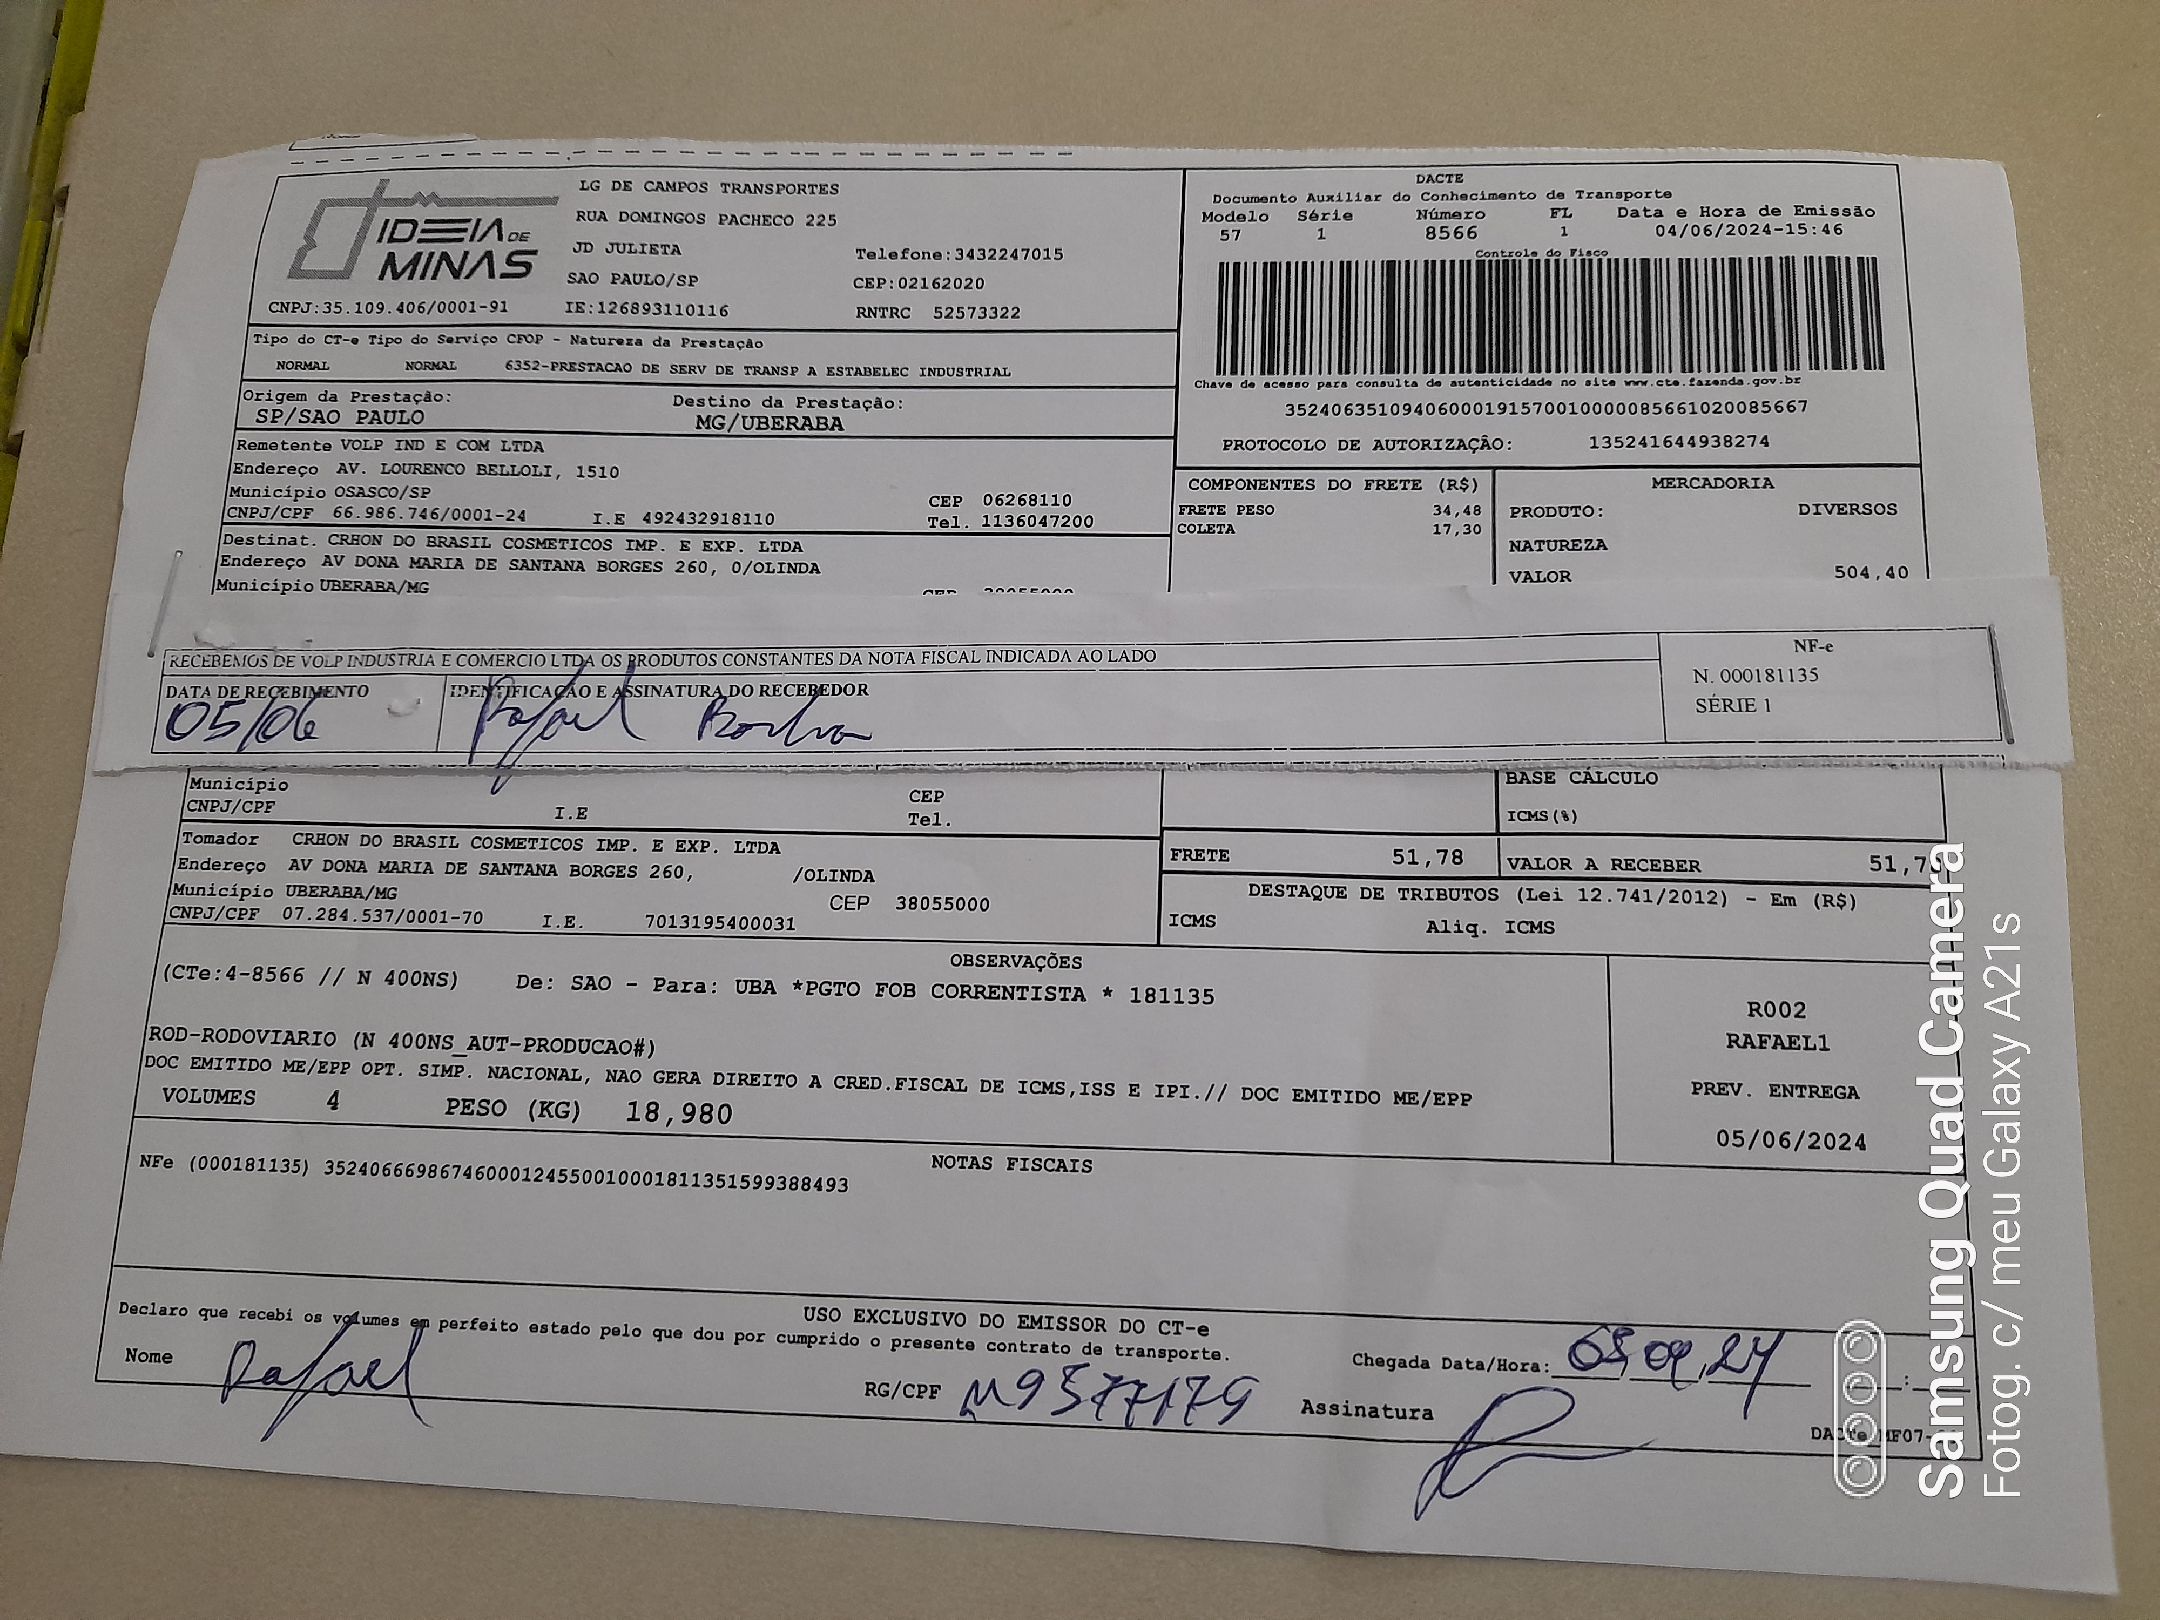 IDEIA DE
MINAS
LG DE CAMPOS TRANSPORTES
RUA DOMINGOS PACHECO 225
JD JULIETA Telefone:3432247015
SAO PAULO/SP CEP:02162020
CNPJ:35.109.406/0001-91 IE:126893110116 RNTRC 52573322
DACTE
Documento Auxiliar do Conhecimento de Transporte
Modelo Série Número FL Data e Hora de Emissão
57 1 8566 1 04/06/2024-15:46
Controle do Fisco
Chave de acesso para consulta de autenticidade no site www.cte.fazenda.gov.br
35240635109406000191570010000085661020085667
PROTOCOLO DE AUTORIZAÇÃO: 135241644938274
Tipo do CT-e Tipo do Serviço CFOP - Natureza da Prestação
NORMAL NORMAL 6352-PRESTACAO DE SERV DE TRANSP A ESTABELEC INDUSTRIAL
Origem da Prestação: Destino da Prestação:
SP/SAO PAULO MG/UBERABA
Remetente VOLP IND E COM LTDA
Endereço AV. LOURENCO BELLOLI, 1510
Município OSASCO/SP CEP 06268110
CNPJ/CPF 66.986.746/0001-24 I.E 492432918110 Tel. 1136047200
Destinat. CRHON DO BRASIL COSMETICOS IMP. E EXP. LTDA
Endereço AV DONA MARIA DE SANTANA BORGES 260, 0/OLINDA
Município UBERABA/MG CEP 38055000
COMPONENTES DO FRETE (R$)
FRETE PESO 34,48
COLETA 17,30
MERCADORIA
PRODUTO: DIVERSOS
NATUREZA
VALOR 504,40
RECEBEMOS DE VOLP INDUSTRIA E COMERCIO LTDA OS PRODUTOS CONSTANTES DA NOTA FISCAL INDICADA AO LADO
DATA DE RECEBIMENTO IDENTIFICAÇÃO E ASSINATURA DO RECEBEDOR
05/06 Rafael Rocha
NF-e
N. 000181135
SÉRIE 1
Município CEP
CNPJ/CPF I.E Tel.
BASE CÁLCULO
ICMS(%)
Tomador CRHON DO BRASIL COSMETICOS IMP. E EXP. LTDA
Endereço AV DONA MARIA DE SANTANA BORGES 260, /OLINDA
Município UBERABA/MG CEP 38055000
CNPJ/CPF 07.284.537/0001-70 I.E. 7013195400031
FRETE 51,78 VALOR A RECEBER 51,78
DESTAQUE DE TRIBUTOS (Lei 12.741/2012) - Em (R$)
ICMS Aliq. ICMS
OBSERVAÇÕES
(CTe:4-8566 // N 400NS) De: SAO - Para: UBA *PGTO FOB CORRENTISTA * 181135
ROD-RODOVIARIO (N 400NS_AUT-PRODUCAO#)
DOC EMITIDO ME/EPP OPT. SIMP. NACIONAL, NAO GERA DIREITO A CRED.FISCAL DE ICMS,ISS E IPI.// DOC EMITIDO ME/EPP
VOLUMES 4 PESO (KG) 18,980
R002
RAFAEL1
PREV. ENTREGA
05/06/2024
NOTAS FISCAIS
NFe (000181135) 35240666986746000124550010001811351599388493
USO EXCLUSIVO DO EMISSOR DO CT-e
Declaro que recebi os volumes em perfeito estado pelo que dou por cumprido o presente contrato de transporte.
Nome Rafael RG/CPF M9577179 Assinatura
Chegada Data/Hora:
Samsung Quad Camera
Fotog. c/ meu Galaxy A21s